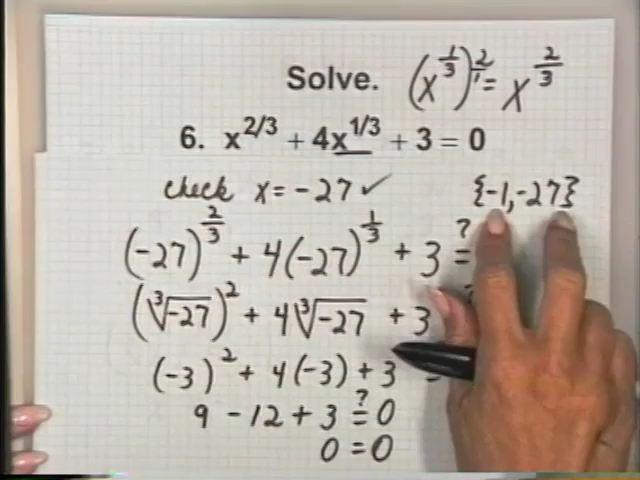 Solve. (x^{1/3})^{2/1} = x^{2/3}
6. x^{2/3} + 4x^{1/3} + 3 = 0
check x = -27 ✓ {-1, -27}
(-27)^{2/3} + 4(-27)^{1/3} + 3 ?=
(∛-27)^2 + 4∛-27 + 3 ?
(-3)^2 + 4(-3) + 3 =
9 - 12 + 3 ?= 0
0 = 0